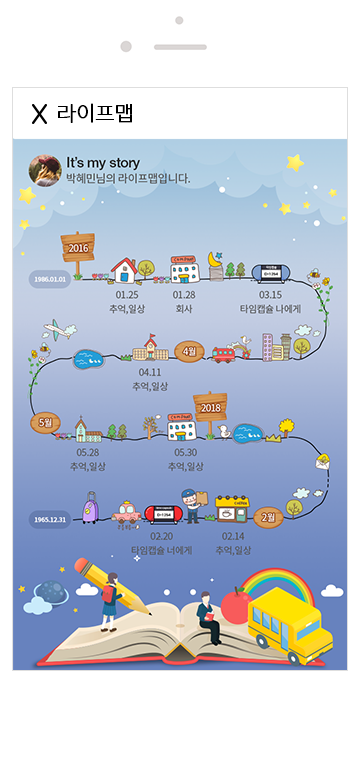 X 라이프맵
It's my story
박혜민님의 라이프맵입니다.
2016
1986.01.01
01.25
추억,일상
01.28
회사
03.15
타임캡슐 나에게
04.11
추억,일상
4월
5월
2018
05.28
추억,일상
05.30
추억,일상
1965.12.31
02.20
타임캡슐 너에게
02.14
추억,일상
2월